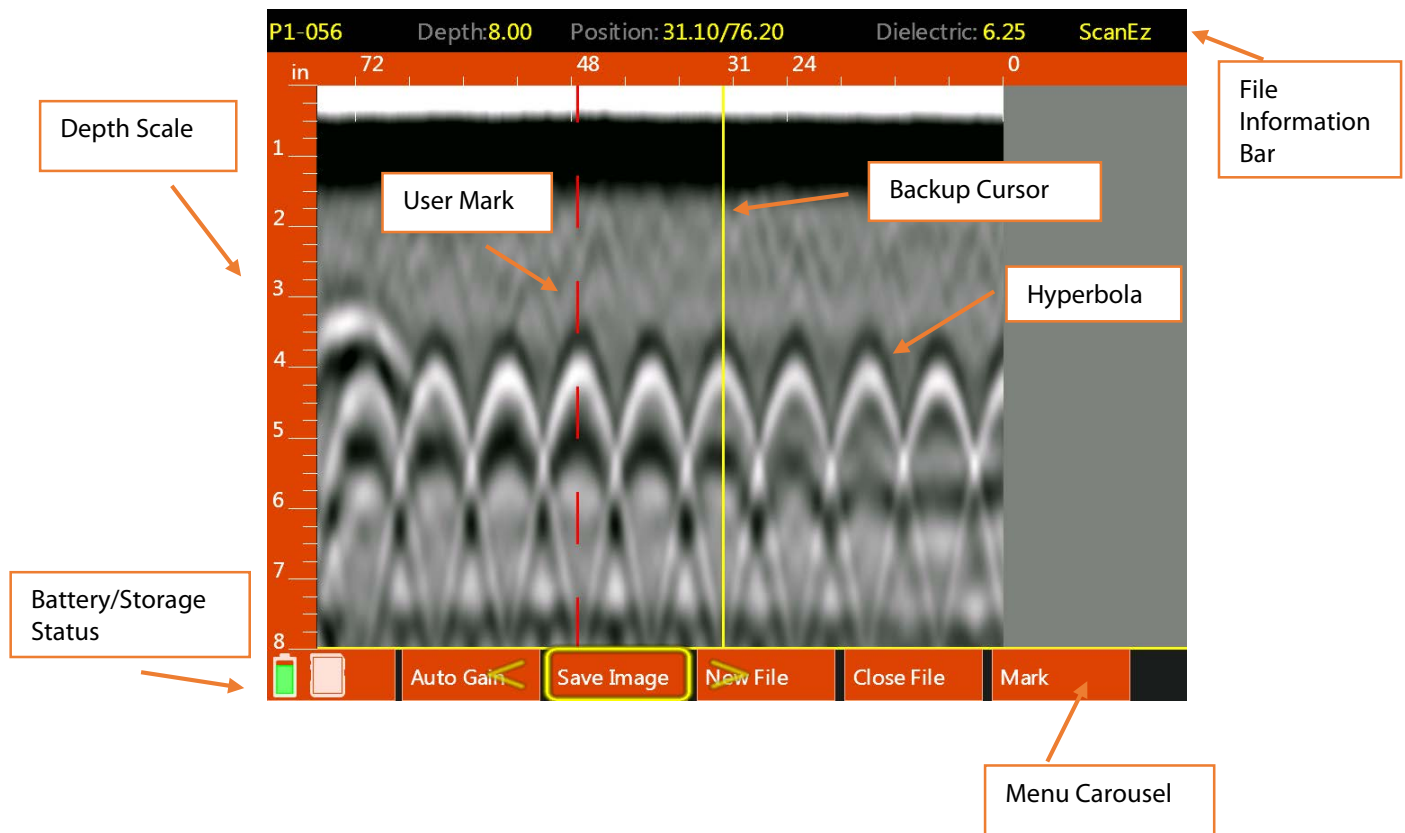 P1-056 Depth:8.00 Position: 31.10/76.20 Dielectric: 6.25 ScanEz
in 72 48 31 24 0
File
Information
Bar
Depth Scale
1
User Mark
Backup Cursor
2
3
Hyperbola
4
5
6
7
8
Battery/Storage
Status
Auto Gain < Save Image > New File Close File Mark
Menu Carousel